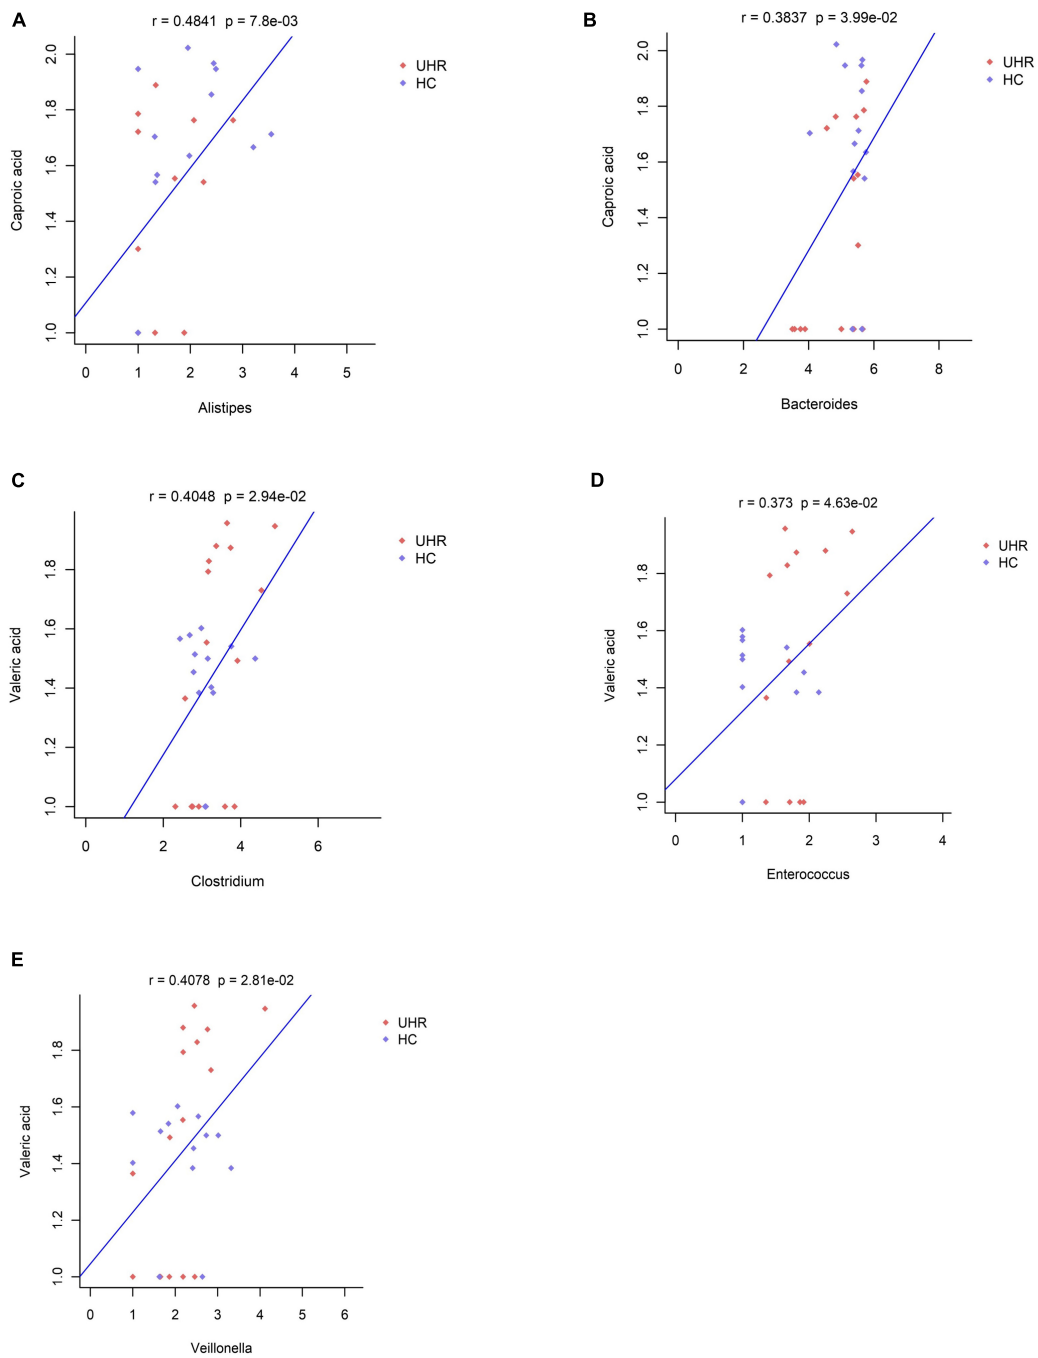 A
r = 0.4841 p = 7.8e-03
2.0
1.8
1.6
1.4
1.2
1.0
Caproic acid
0 1 2 3 4 5
Alistipes
UHR
HC
B
r = 0.3837 p = 3.99e-02
2.0
1.8
1.6
1.4
1.2
1.0
Caproic acid
0 2 4 6 8
Bacteroides
UHR
HC
C
r = 0.4048 p = 2.94e-02
1.8
1.6
1.4
1.2
1.0
Valeric acid
0 2 4 6
Clostridium
UHR
HC
D
r = 0.373 p = 4.63e-02
1.8
1.6
1.4
1.2
1.0
Valeric acid
0 1 2 3 4
Enterococcus
UHR
HC
E
r = 0.4078 p = 2.81e-02
1.8
1.6
1.4
1.2
1.0
Valeric acid
0 1 2 3 4 5 6
Veillonella
UHR
HC